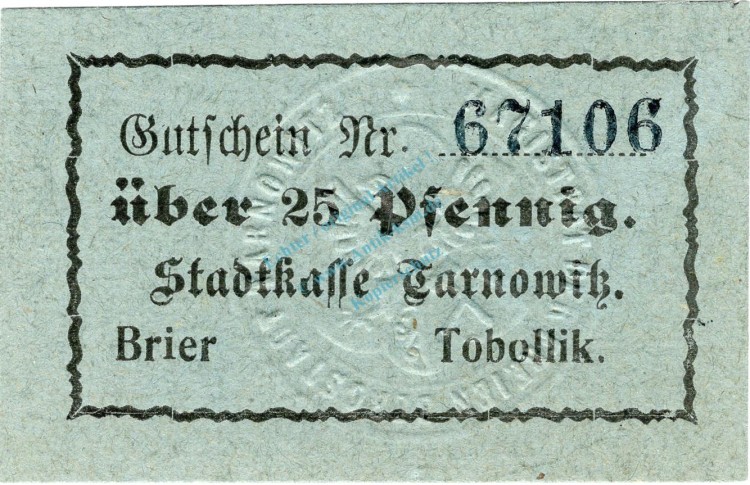 Gutschein Nr. 67106
über 25 Pfennig.
Stadtkasse Tarnowitz.
Brier Tobollik.